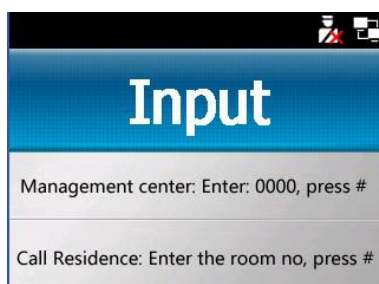 Input
Management center: Enter: 0000, press #
Call Residence: Enter the room no, press #